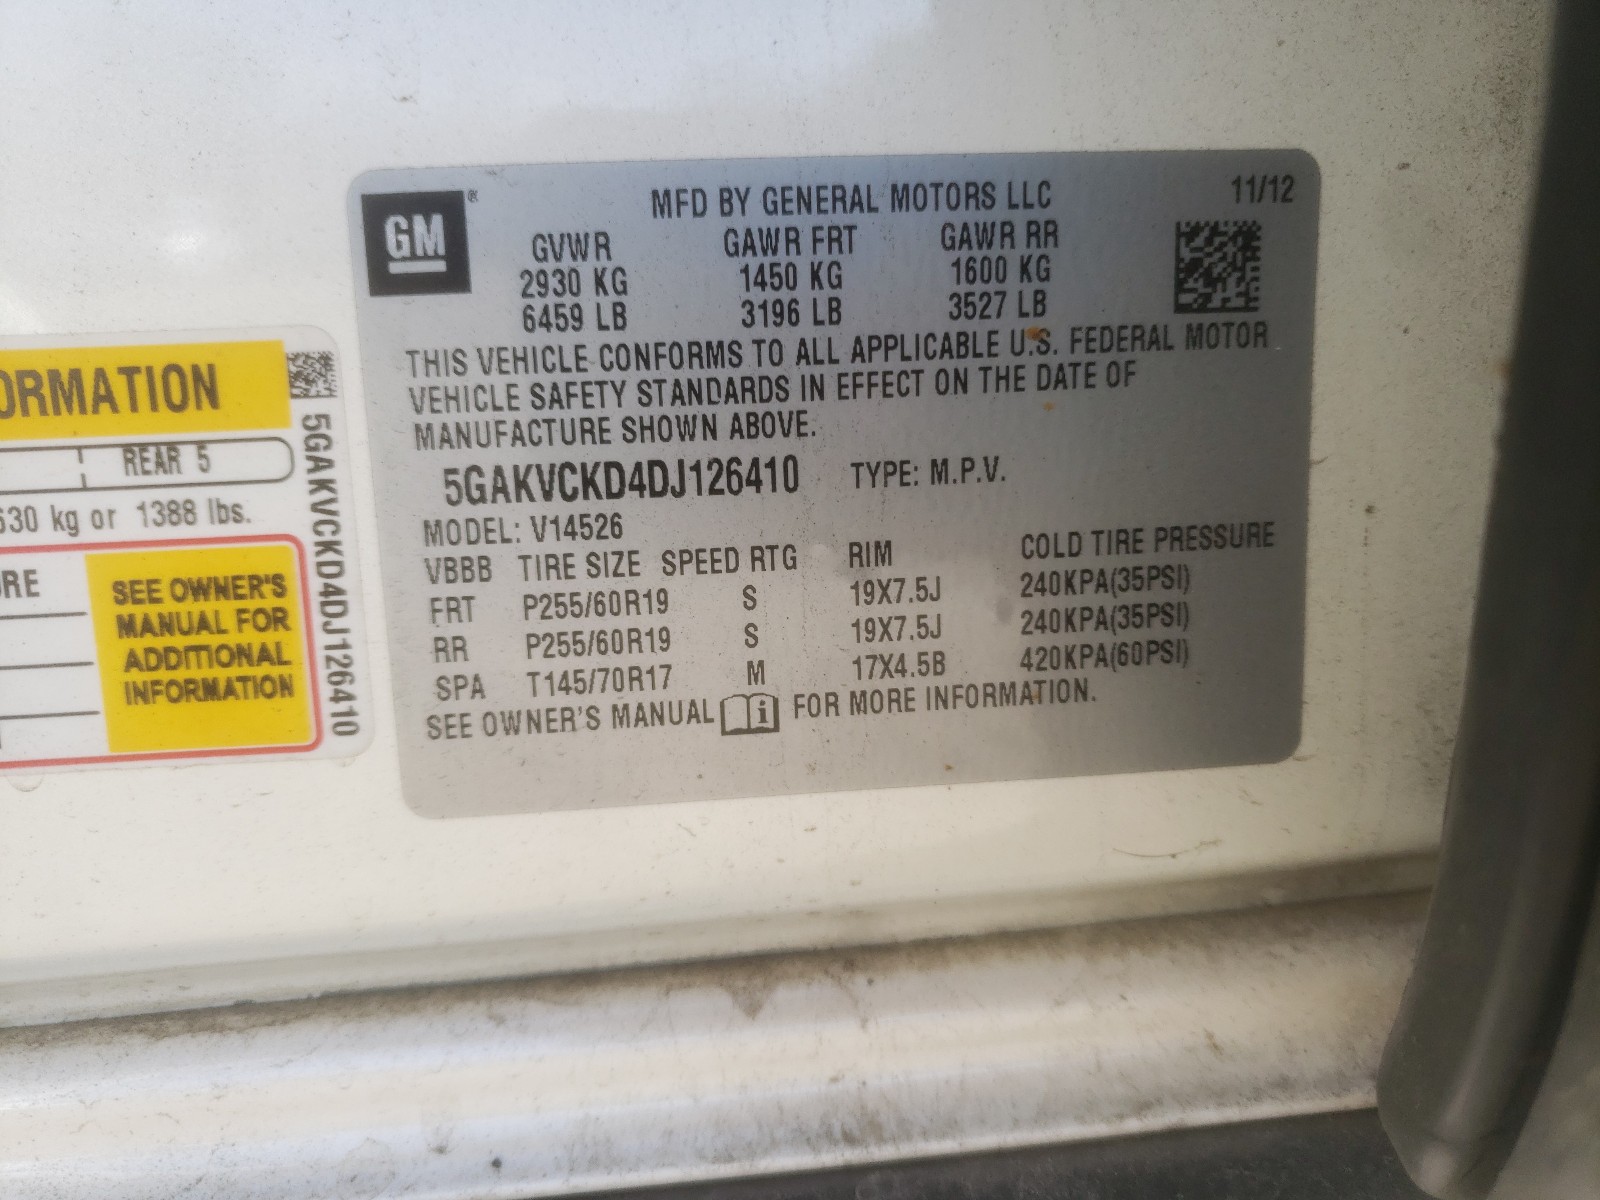 GM ®
MFD BY GENERAL MOTORS LLC 11/12
GVWR GAWR FRT GAWR RR
2930 KG 1450 KG 1600 KG
6459 LB 3196 LB 3527 LB
THIS VEHICLE CONFORMS TO ALL APPLICABLE U.S. FEDERAL MOTOR
VEHICLE SAFETY STANDARDS IN EFFECT ON THE DATE OF
MANUFACTURE SHOWN ABOVE.
5GAKVCKD4DJ126410 TYPE: M.P.V.
MODEL: V14526
VBBB TIRE SIZE SPEED RTG RIM COLD TIRE PRESSURE
FRT P255/60R19 S 19X7.5J 240KPA(35PSI)
RR P255/60R19 S 19X7.5J 240KPA(35PSI)
SPA T145/70R17 M 17X4.5B 420KPA(60PSI)
SEE OWNER'S MANUAL i FOR MORE INFORMATION.
ORMATION
REAR 5
630 kg or 1388 lbs.
RE
SEE OWNER'S
MANUAL FOR
ADDITIONAL
INFORMATION
5GAKVCKD4DJ126410